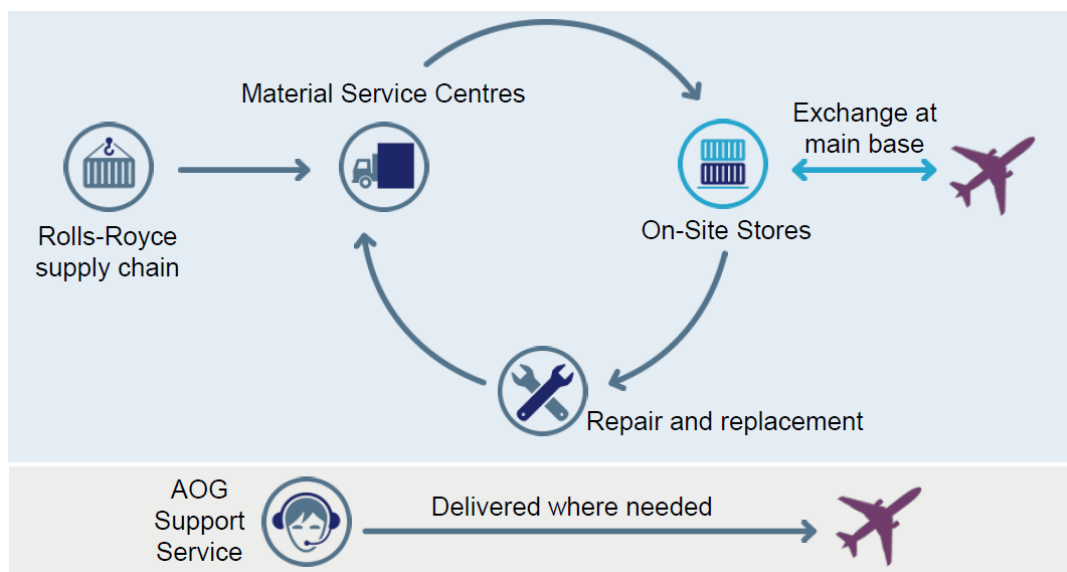 Material Service Centres
Exchange at
main base
Rolls-Royce
supply chain
On-Site Stores
Repair and replacement
AOG
Support
Service
Delivered where needed